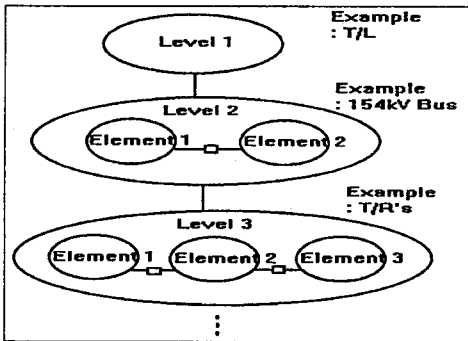 Example
: T/L
Level 1
Example
: 154kV Bus
Level 2
Element 1
Element 2
Example
: T/R's
Level 3
Element 1
Element 2
Element 3